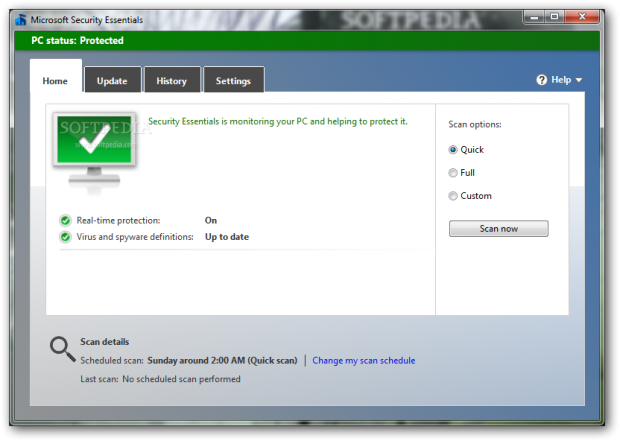 SOFTPEDIA
Microsoft Security Essentials
PC status: Protected
Home Update History Settings Help
SOFTPEDIA
Security Essentials is monitoring your PC and helping to protect it.
Scan options:
Quick
Full
Custom
Scan now
Real-time protection: On
Virus and spyware definitions: Up to date
Scan details
Scheduled scan: Sunday around 2:00 AM (Quick scan) | Change my scan schedule
Last scan: No scheduled scan performed